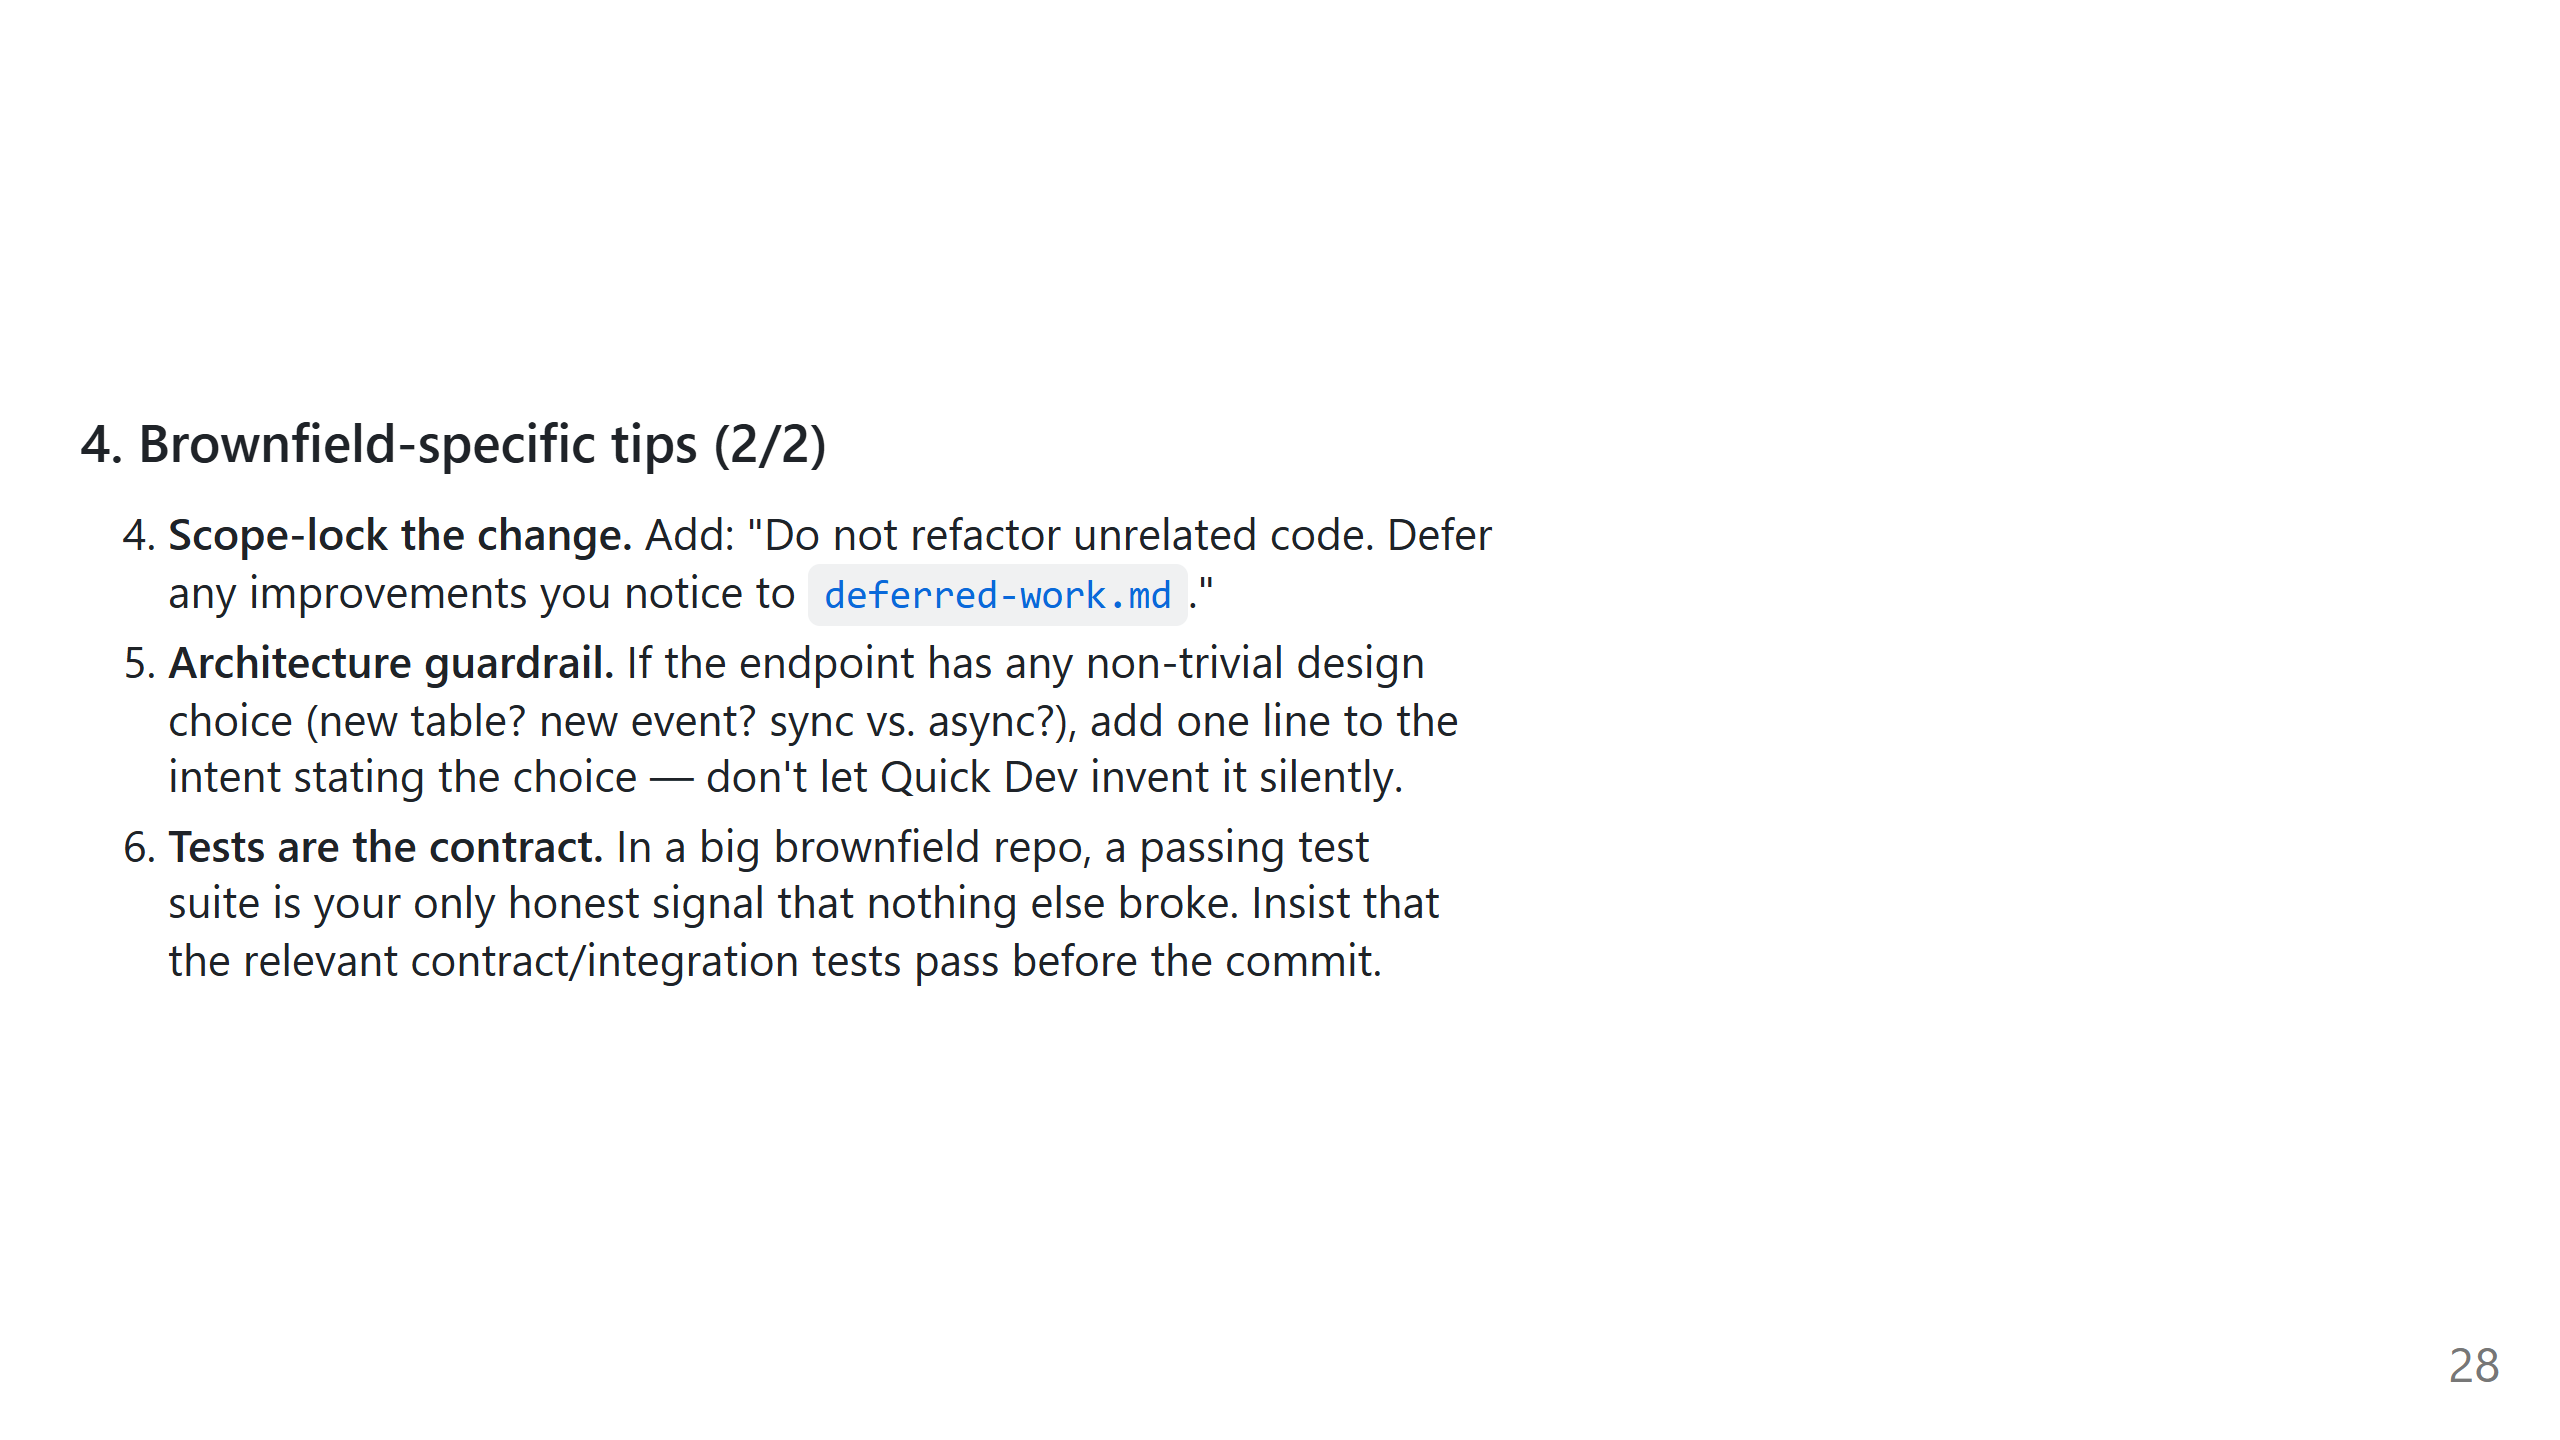 4. Brownfield-specific tips (2/2)
4. Scope-lock the change. Add: "Do not refactor unrelated code. Defer
any improvements you notice to deferred-work.md."
5. Architecture guardrail. If the endpoint has any non-trivial design
choice (new table? new event? sync vs. async?), add one line to the
intent stating the choice — don't let Quick Dev invent it silently.
6. Tests are the contract. In a big brownfield repo, a passing test
suite is your only honest signal that nothing else broke. Insist that
the relevant contract/integration tests pass before the commit.
28